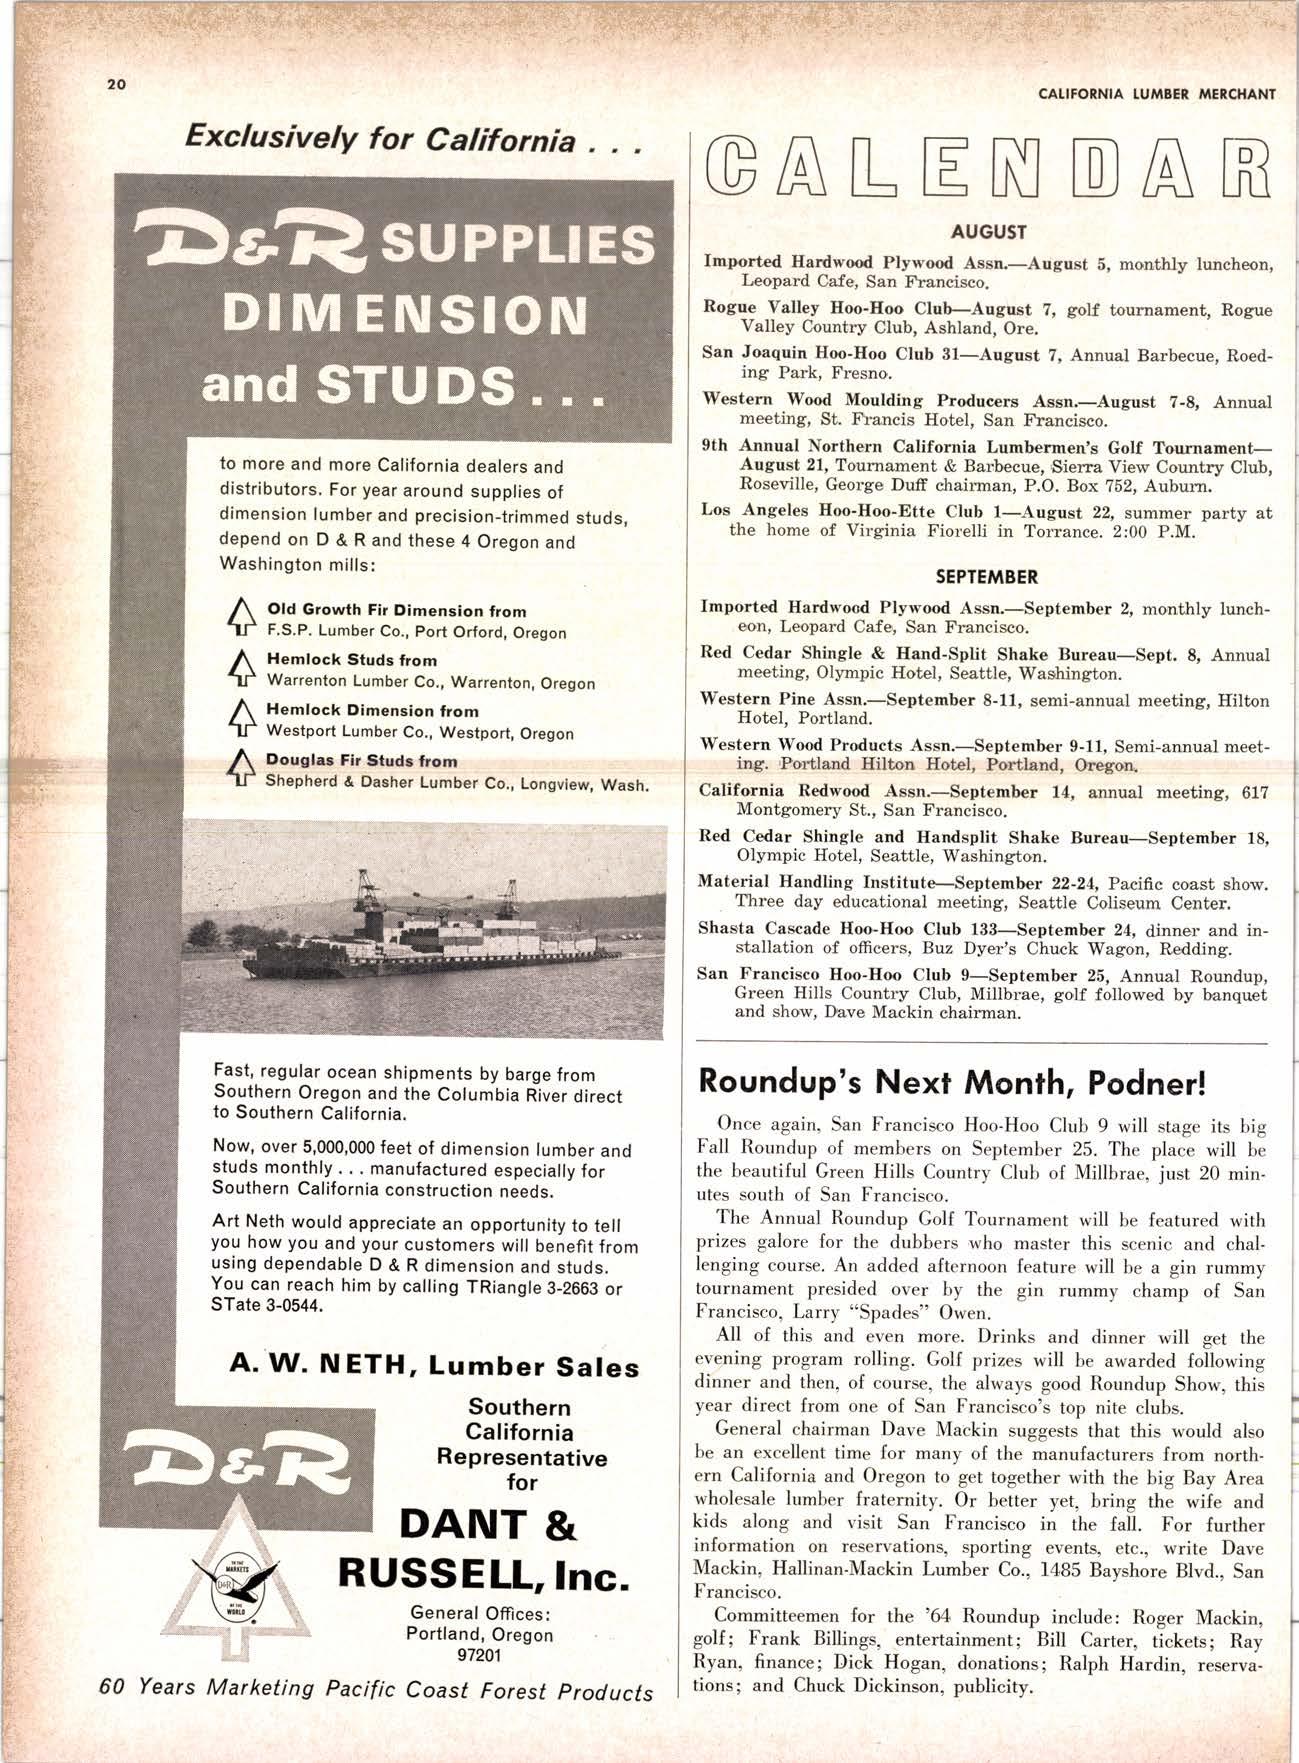 20
CALIFORNIA LUMBER MERCHANT
Exclusively for California . . .
D&R SUPPLIES
DIMENSION
and STUDS . . .
to more and more California dealers and
distributors. For year around supplies of
dimension lumber and precision-trimmed studs,
depend on D & R and these 4 Oregon and
Washington mills:
Old Growth Fir Dimension from
F.S.P. Lumber Co., Port Orford, Oregon
Hemlock Studs from
Warrenton Lumber Co., Warrenton, Oregon
Hemlock Dimension from
Westport Lumber Co., Westport, Oregon
Douglas Fir Studs from
Shepherd & Dasher Lumber Co., Longview, Wash.
Fast, regular ocean shipments by barge from
Southern Oregon and the Columbia River direct
to Southern California.
Now, over 5,000,000 feet of dimension lumber and
studs monthly . . . manufactured especially for
Southern California construction needs.
Art Neth would appreciate an opportunity to tell
you how you and your customers will benefit from
using dependable D & R dimension and studs.
You can reach him by calling TRiangle 3-2663 or
STate 3-0544.
A. W. NETH, Lumber Sales
Southern
California
Representative
for
DANT &
RUSSELL, Inc.
General Offices:
Portland, Oregon
97201
D&R
IN THE
MARKETS
D&R
OF THE
WORLD
60 Years Marketing Pacific Coast Forest Products
CALENDAR
AUGUST
Imported Hardwood Plywood Assn.—August 5, monthly luncheon,
Leopard Cafe, San Francisco.
Rogue Valley Hoo-Hoo Club—August 7, golf tournament, Rogue
Valley Country Club, Ashland, Ore.
San Joaquin Hoo-Hoo Club 31—August 7, Annual Barbecue, Roed-
ing Park, Fresno.
Western Wood Moulding Producers Assn.—August 7-8, Annual
meeting, St. Francis Hotel, San Francisco.
9th Annual Northern California Lumbermen's Golf Tournament—
August 21, Tournament & Barbecue, Sierra View Country Club,
Roseville, George Duff chairman, P.O. Box 752, Auburn.
Los Angeles Hoo-Hoo-Ette Club 1—August 22, summer party at
the home of Virginia Fiorelli in Torrance. 2:00 P.M.
SEPTEMBER
Imported Hardwood Plywood Assn.—September 2, monthly lunch-
eon, Leopard Cafe, San Francisco.
Red Cedar Shingle & Hand-Split Shake Bureau—Sept. 8, Annual
meeting, Olympic Hotel, Seattle, Washington.
Western Pine Assn.—September 8-11, semi-annual meeting, Hilton
Hotel, Portland.
Western Wood Products Assn.—September 9-11, Semi-annual meet-
ing. Portland Hilton Hotel, Portland, Oregon.
California Redwood Assn.—September 14, annual meeting, 617
Montgomery St., San Francisco.
Red Cedar Shingle and Handsplit Shake Bureau—September 18,
Olympic Hotel, Seattle, Washington.
Material Handling Institute—September 22-24, Pacific coast show.
Three day educational meeting, Seattle Coliseum Center.
Shasta Cascade Hoo-Hoo Club 133—September 24, dinner and in-
stallation of officers, Buz Dyer's Chuck Wagon, Redding.
San Francisco Hoo-Hoo Club 9—September 25, Annual Roundup,
Green Hills Country Club, Millbrae, golf followed by banquet
and show, Dave Mackin chairman.
Roundup's Next Month, Podner!
Once again, San Francisco Hoo-Hoo Club 9 will stage its big
Fall Roundup of members on September 25. The place will be
the beautiful Green Hills Country Club of Millbrae, just 20 min-
utes south of San Francisco.
The Annual Roundup Golf Tournament will be featured with
prizes galore for the dubbers who master this scenic and chal-
lenging course. An added afternoon feature will be a gin rummy
tournament presided over by the gin rummy champ of San
Francisco, Larry "Spades" Owen.
All of this and even more. Drinks and dinner will get the
evening program rolling. Golf prizes will be awarded following
dinner and then, of course, the always good Roundup Show, this
year direct from one of San Francisco's top nite clubs.
General chairman Dave Mackin suggests that this would also
be an excellent time for many of the manufacturers from north-
ern California and Oregon to get together with the big Bay Area
wholesale lumber fraternity. Or better yet, bring the wife and
kids along and visit San Francisco in the fall. For further
information on reservations, sporting events, etc., write Dave
Mackin, Hallinan-Mackin Lumber Co., 1485 Bayshore Blvd., San
Francisco.
Committeemen for the '64 Roundup include: Roger Mackin,
golf; Frank Billings, entertainment; Bill Carter, tickets; Ray
Ryan, finance; Dick Hogan, donations; Ralph Hardin, reserva-
tions; and Chuck Dickinson, publicity.